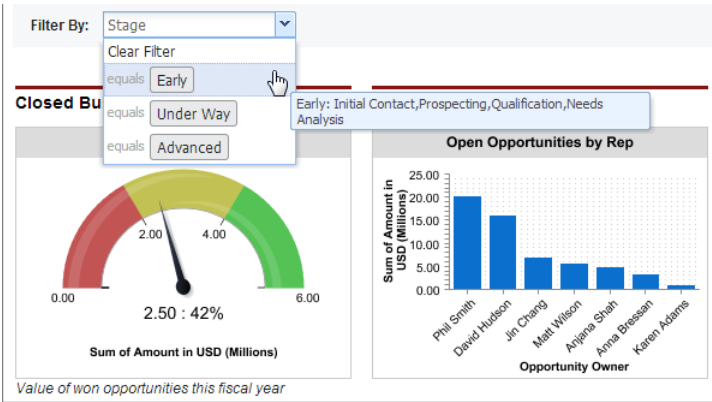 Filter By:
Stage
Clear Filter
equals Early
equals Under Way
equals Advanced
Early: Initial Contact,Prospecting,Qualification,Needs
Analysis
Closed Bu
2.00
4.00
0.00
6.00
2.50 : 42%
Sum of Amount in USD (Millions)
Value of won opportunities this fiscal year
Open Opportunities by Rep
Sum of Amount in
USD (Millions)
25.00
20.00
15.00
10.00
5.00
0.00
Phil Smith
David Hudson
Jin Chang
Matt Wilson
Anjana Shah
Anna Bressan
Karen Adams
Opportunity Owner